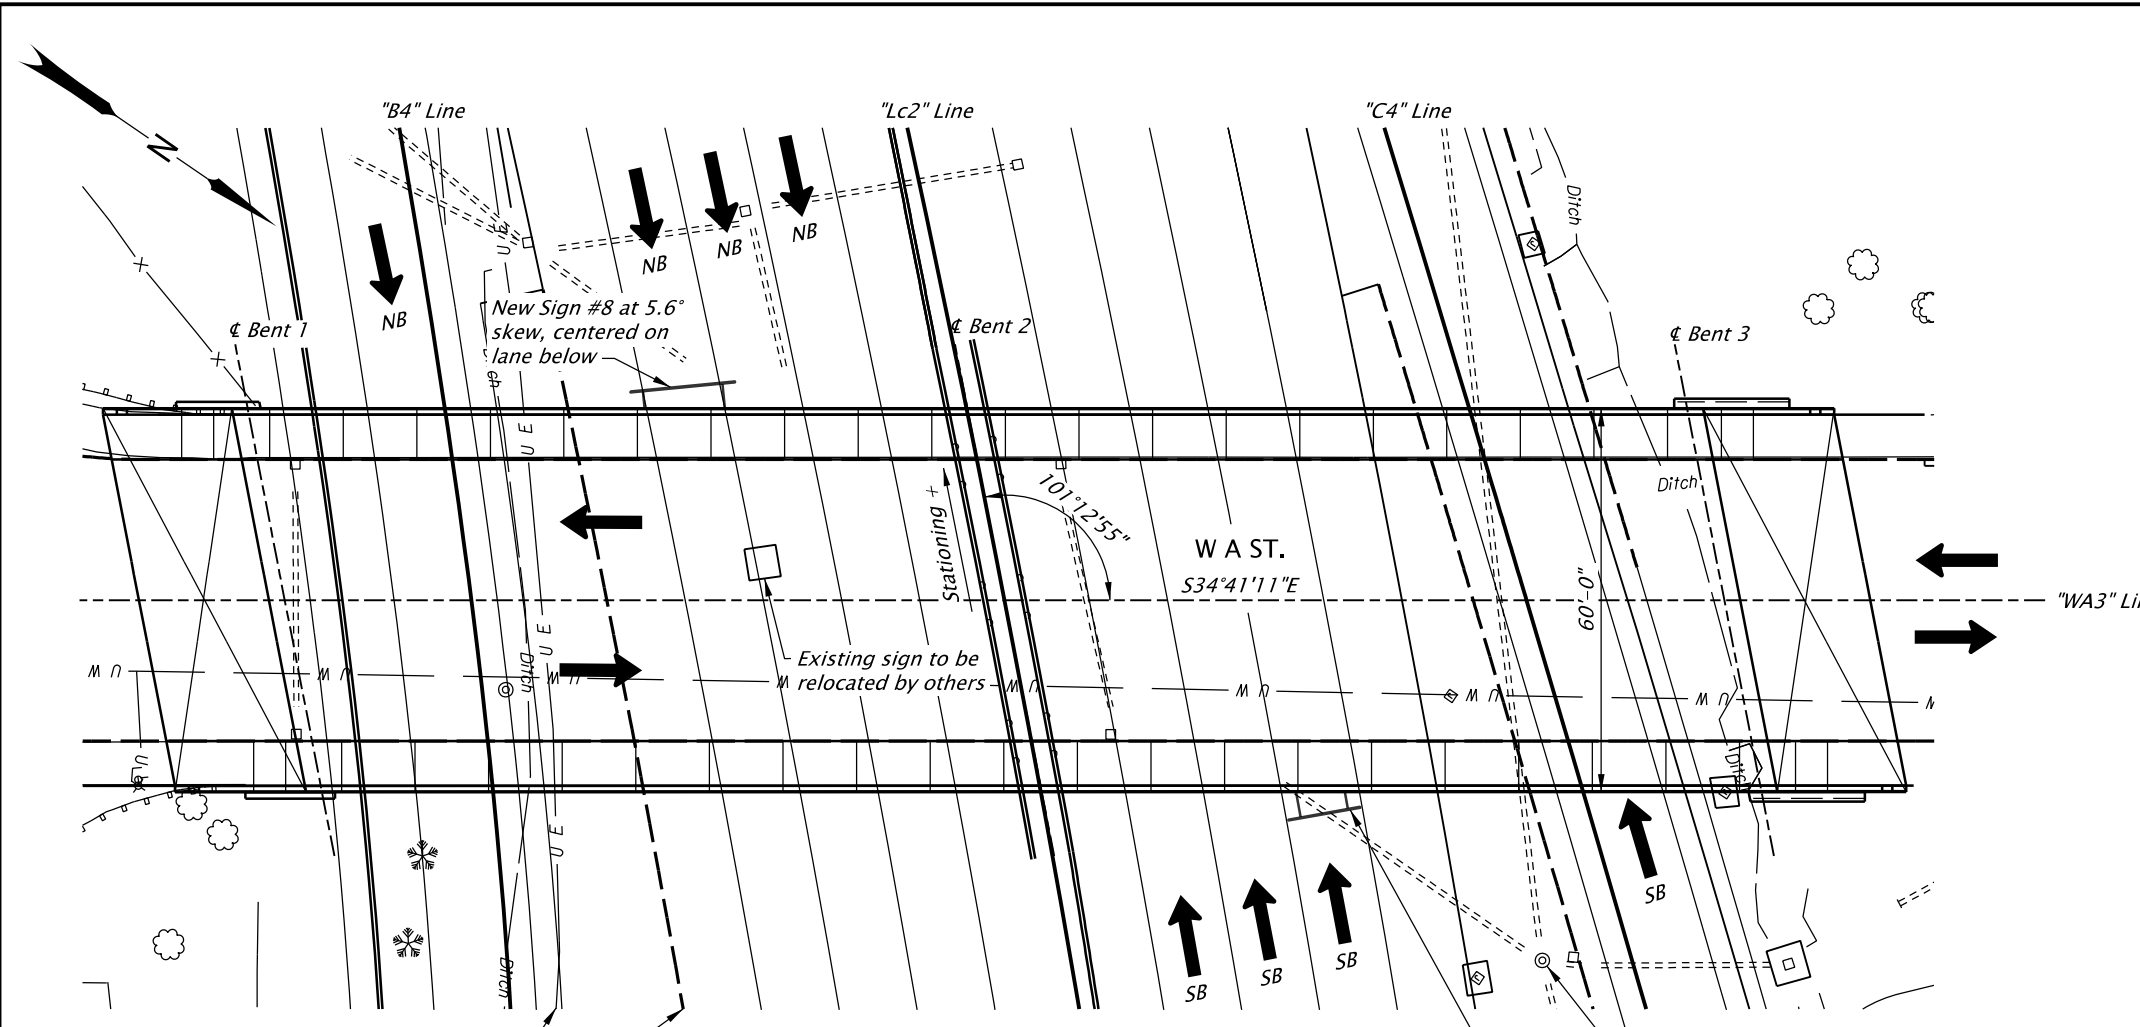 "B4" Line
"Lc2" Line
"C4" Line
N
NB
NB
NB
NB
Ditch
U E
New Sign #8 at 5.6°
skew, centered on
lane below
℄ Bent 1
℄ Bent 2
℄ Bent 3
U E
Ditch
Stationing +
101°12'55"
W A ST.
S34°41'11"E
60'-0"
"WA3" Li
U E
Ditch
Existing sign to be
relocated by others
U W
U W
U W
W
U W
U W
U W
U W
W
U
Ditch
U E
Ditch
SB
SB
SB
SB